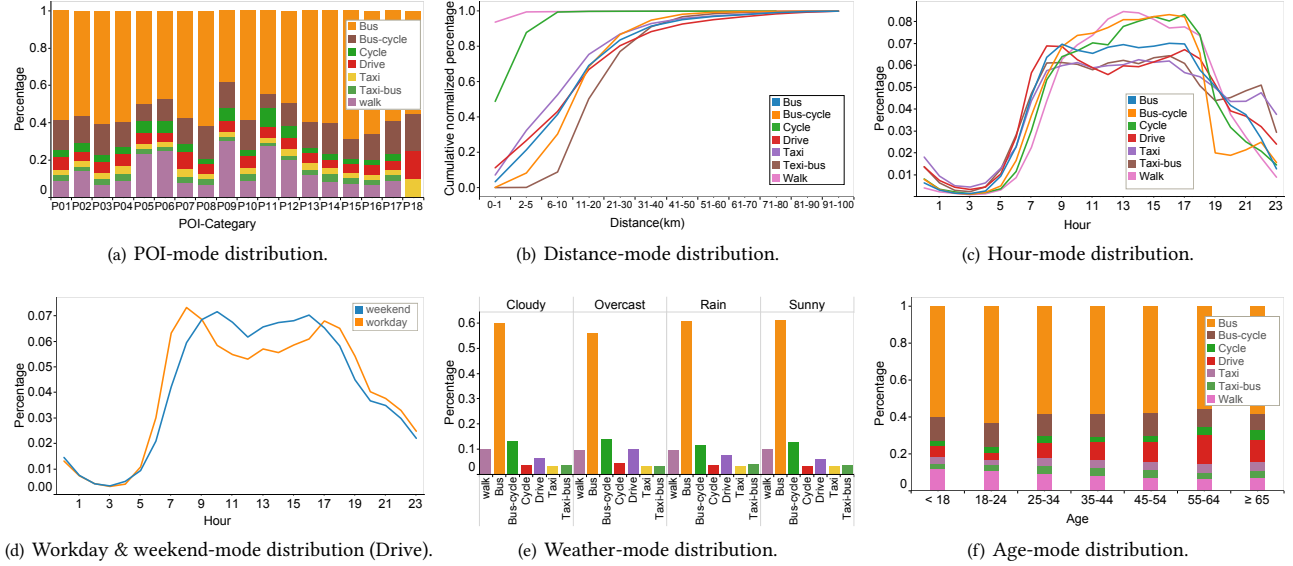 1
0.8
0.6
0.4
0.2
0
Percentage
Bus
Bus-cycle
Cycle
Drive
Taxi
Taxi-bus
walk
P01 P02 P03 P04 P05 P06 P07 P08 P09 P10 P11 P12 P13 P14 P15 P16 P17 P18
POI-Category
(a) POI-mode distribution.
1.0
0.8
0.6
0.4
0.2
0.0
Cumulative normalized percentage
Bus
Bus-cycle
Cycle
Drive
Taxi
Texi-bus
Walk
0-1 2-5 6-10 11-20 21-30 31-40 41-50 51-60 61-70 71-80 81-90 91-100
Distance(km)
(b) Distance-mode distribution.
0.08
0.07
0.06
0.05
0.04
0.03
0.02
0.01
Percentage
Bus
Bus-cycle
Cycle
Drive
Taxi
Taxi-bus
Walk
1 3 5 7 9 11 13 15 17 19 21 23
Hour
(c) Hour-mode distribution.
0.07
0.06
0.05
0.04
0.03
0.02
0.01
0.00
Percentage
weekend
workday
1 3 5 7 9 11 13 15 17 19 21 23
Hour
(d) Workday & weekend-mode distribution (Drive).
Cloudy Overcast Rain Sunny
0.6
0.5
0.4
0.3
0.2
0.1
0
Percentage
walk Bus Bus-cycle Cycle Drive Taxi Taxi-bus walk Bus Bus-cycle Cycle Drive Taxi Taxi-bus walk Bus Bus-cycle Cycle Drive Taxi Taxi-bus walk Bus Bus-cycle Cycle Drive Taxi Taxi-bus
(e) Weather-mode distribution.
1
0.8
0.6
0.4
0.2
0
Percentage
Bus
Bus-cycle
Cycle
Drive
Taxi
Taxi-bus
Walk
< 18 18-24 25-34 35-44 45-54 55-64 ≥ 65
Age
(f) Age-mode distribution.